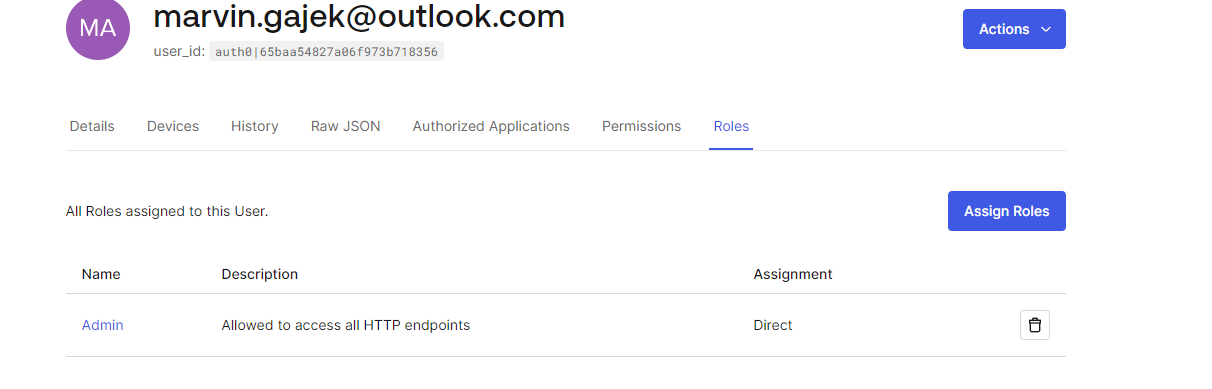 MA
marvin.gajek@outlook.com
user_id: auth0|65baa54827a06f973b718356
Actions
Details Devices History Raw JSON Authorized Applications Permissions Roles
All Roles assigned to this User.
Assign Roles
Name Description Assignment
Admin Allowed to access all HTTP endpoints Direct